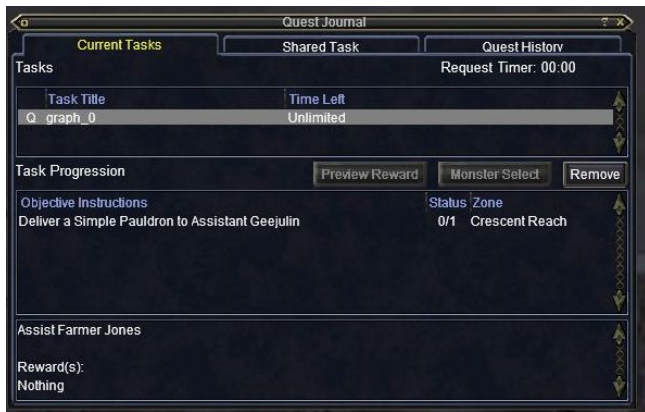 Quest Journal
? X
Current Tasks Shared Task Quest History
Tasks Request Timer: 00:00
Task Title Time Left
Q graph_0 Unlimited
Task Progression Preview Reward Monster Select Remove
Objective Instructions Status Zone
Deliver a Simple Pauldron to Assistant Geejulin 0/1 Crescent Reach
Assist Farmer Jones
Reward(s):
Nothing